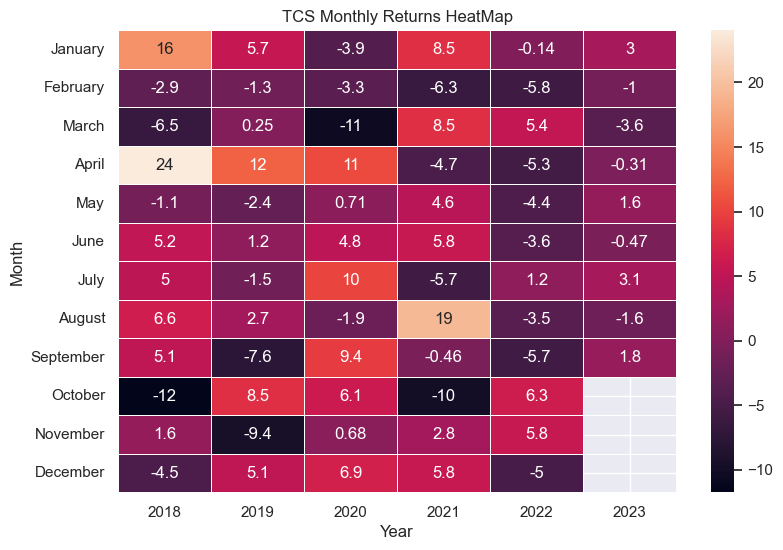 TCS Monthly Returns HeatMap
January 16 5.7 -3.9 8.5 -0.14 3
February -2.9 -1.3 -3.3 -6.3 -5.8 -1
March -6.5 0.25 -11 8.5 5.4 -3.6
April 24 12 11 -4.7 -5.3 -0.31
May -1.1 -2.4 0.71 4.6 -4.4 1.6
June 5.2 1.2 4.8 5.8 -3.6 -0.47
July 5 -1.5 10 -5.7 1.2 3.1
August 6.6 2.7 -1.9 19 -3.5 -1.6
September 5.1 -7.6 9.4 -0.46 -5.7 1.8
October -12 8.5 6.1 -10 6.3
November 1.6 -9.4 0.68 2.8 5.8
December -4.5 5.1 6.9 5.8 -5
2018 2019 2020 2021 2022 2023
Year
Month
20
15
10
5
0
−5
−10